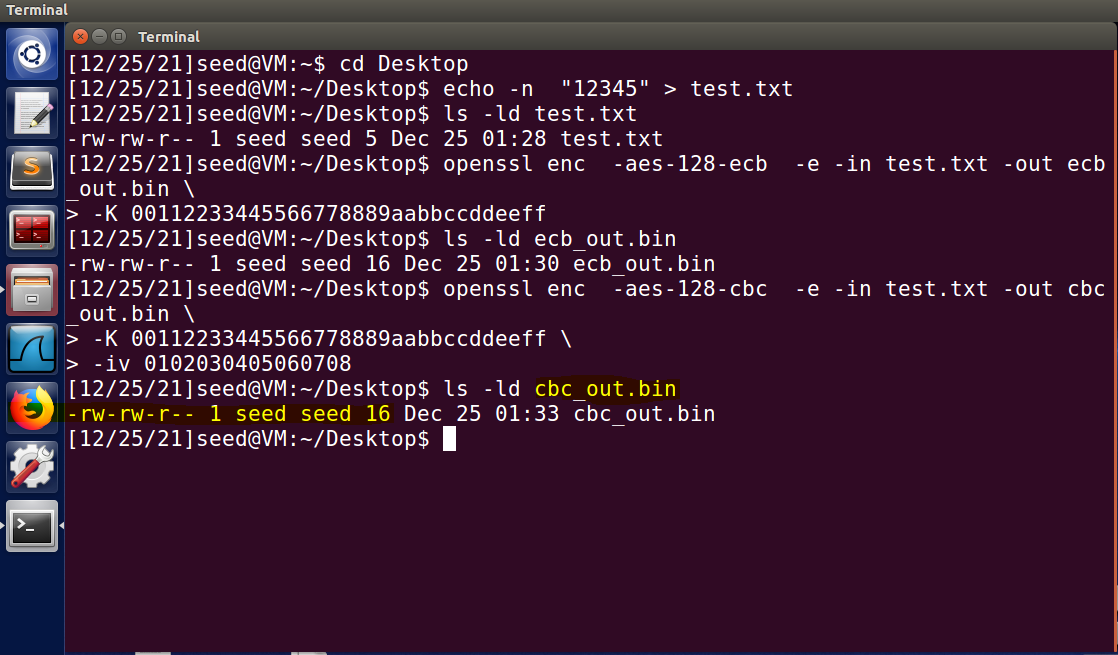 Terminal
Terminal
[12/25/21]seed@VM:~$ cd Desktop
[12/25/21]seed@VM:~/Desktop$ echo -n  "12345" > test.txt
[12/25/21]seed@VM:~/Desktop$ ls -ld test.txt
-rw-rw-r-- 1 seed seed 5 Dec 25 01:28 test.txt
[12/25/21]seed@VM:~/Desktop$ openssl enc  -aes-128-ecb  -e -in test.txt -out ecb
_out.bin \
> -K 00112233445566778889aabbccddeeff
[12/25/21]seed@VM:~/Desktop$ ls -ld ecb_out.bin
-rw-rw-r-- 1 seed seed 16 Dec 25 01:30 ecb_out.bin
[12/25/21]seed@VM:~/Desktop$ openssl enc  -aes-128-cbc  -e -in test.txt -out cbc
_out.bin \
> -K 00112233445566778889aabbccddeeff \
> -iv 0102030405060708
[12/25/21]seed@VM:~/Desktop$ ls -ld cbc_out.bin
-rw-rw-r-- 1 seed seed 16 Dec 25 01:33 cbc_out.bin
[12/25/21]seed@VM:~/Desktop$